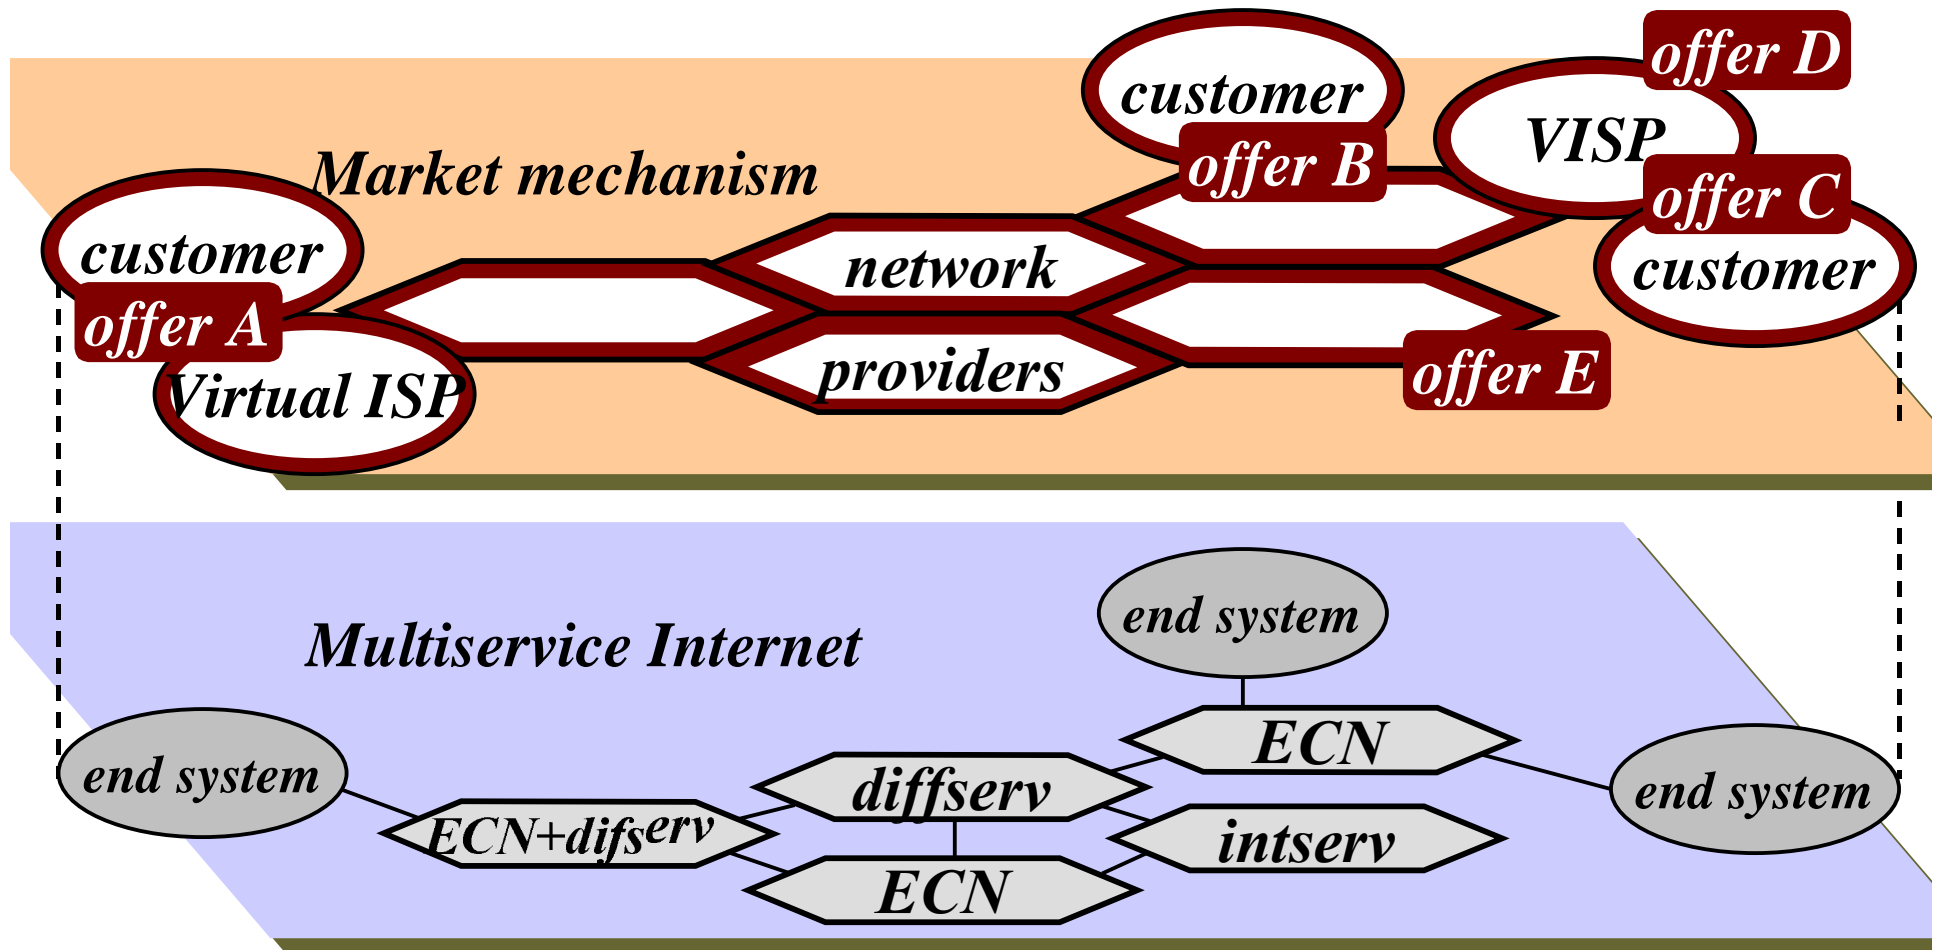 offer D
customer
VISP
offer B
Market mechanism
offer C
customer
network
customer
offer A
providers
offer E
Virtual ISP
end system
Multiservice Internet
ECN
end system
diffserv
end system
ECN+difserv
intserv
ECN